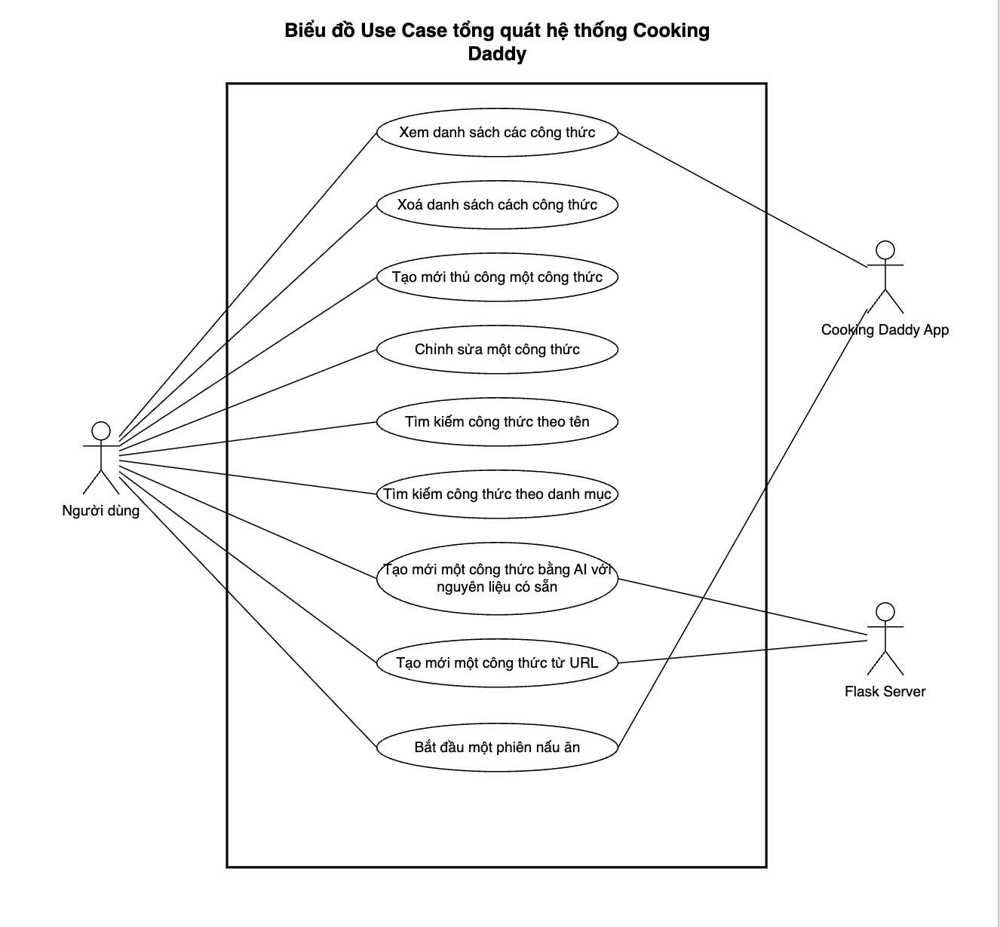 Biểu đồ Use Case tổng quát hệ thống Cooking
Daddy
Xem danh sách các công thức
Xoá danh sách cách công thức
Tạo mới thủ công một công thức
Chỉnh sửa một công thức
Tìm kiếm công thức theo tên
Tìm kiếm công thức theo danh mục
Tạo mới một công thức bằng AI với
nguyên liệu có sẵn
Tạo mới một công thức từ URL
Bắt đầu một phiên nấu ăn
Người dùng
Cooking Daddy App
Flask Server